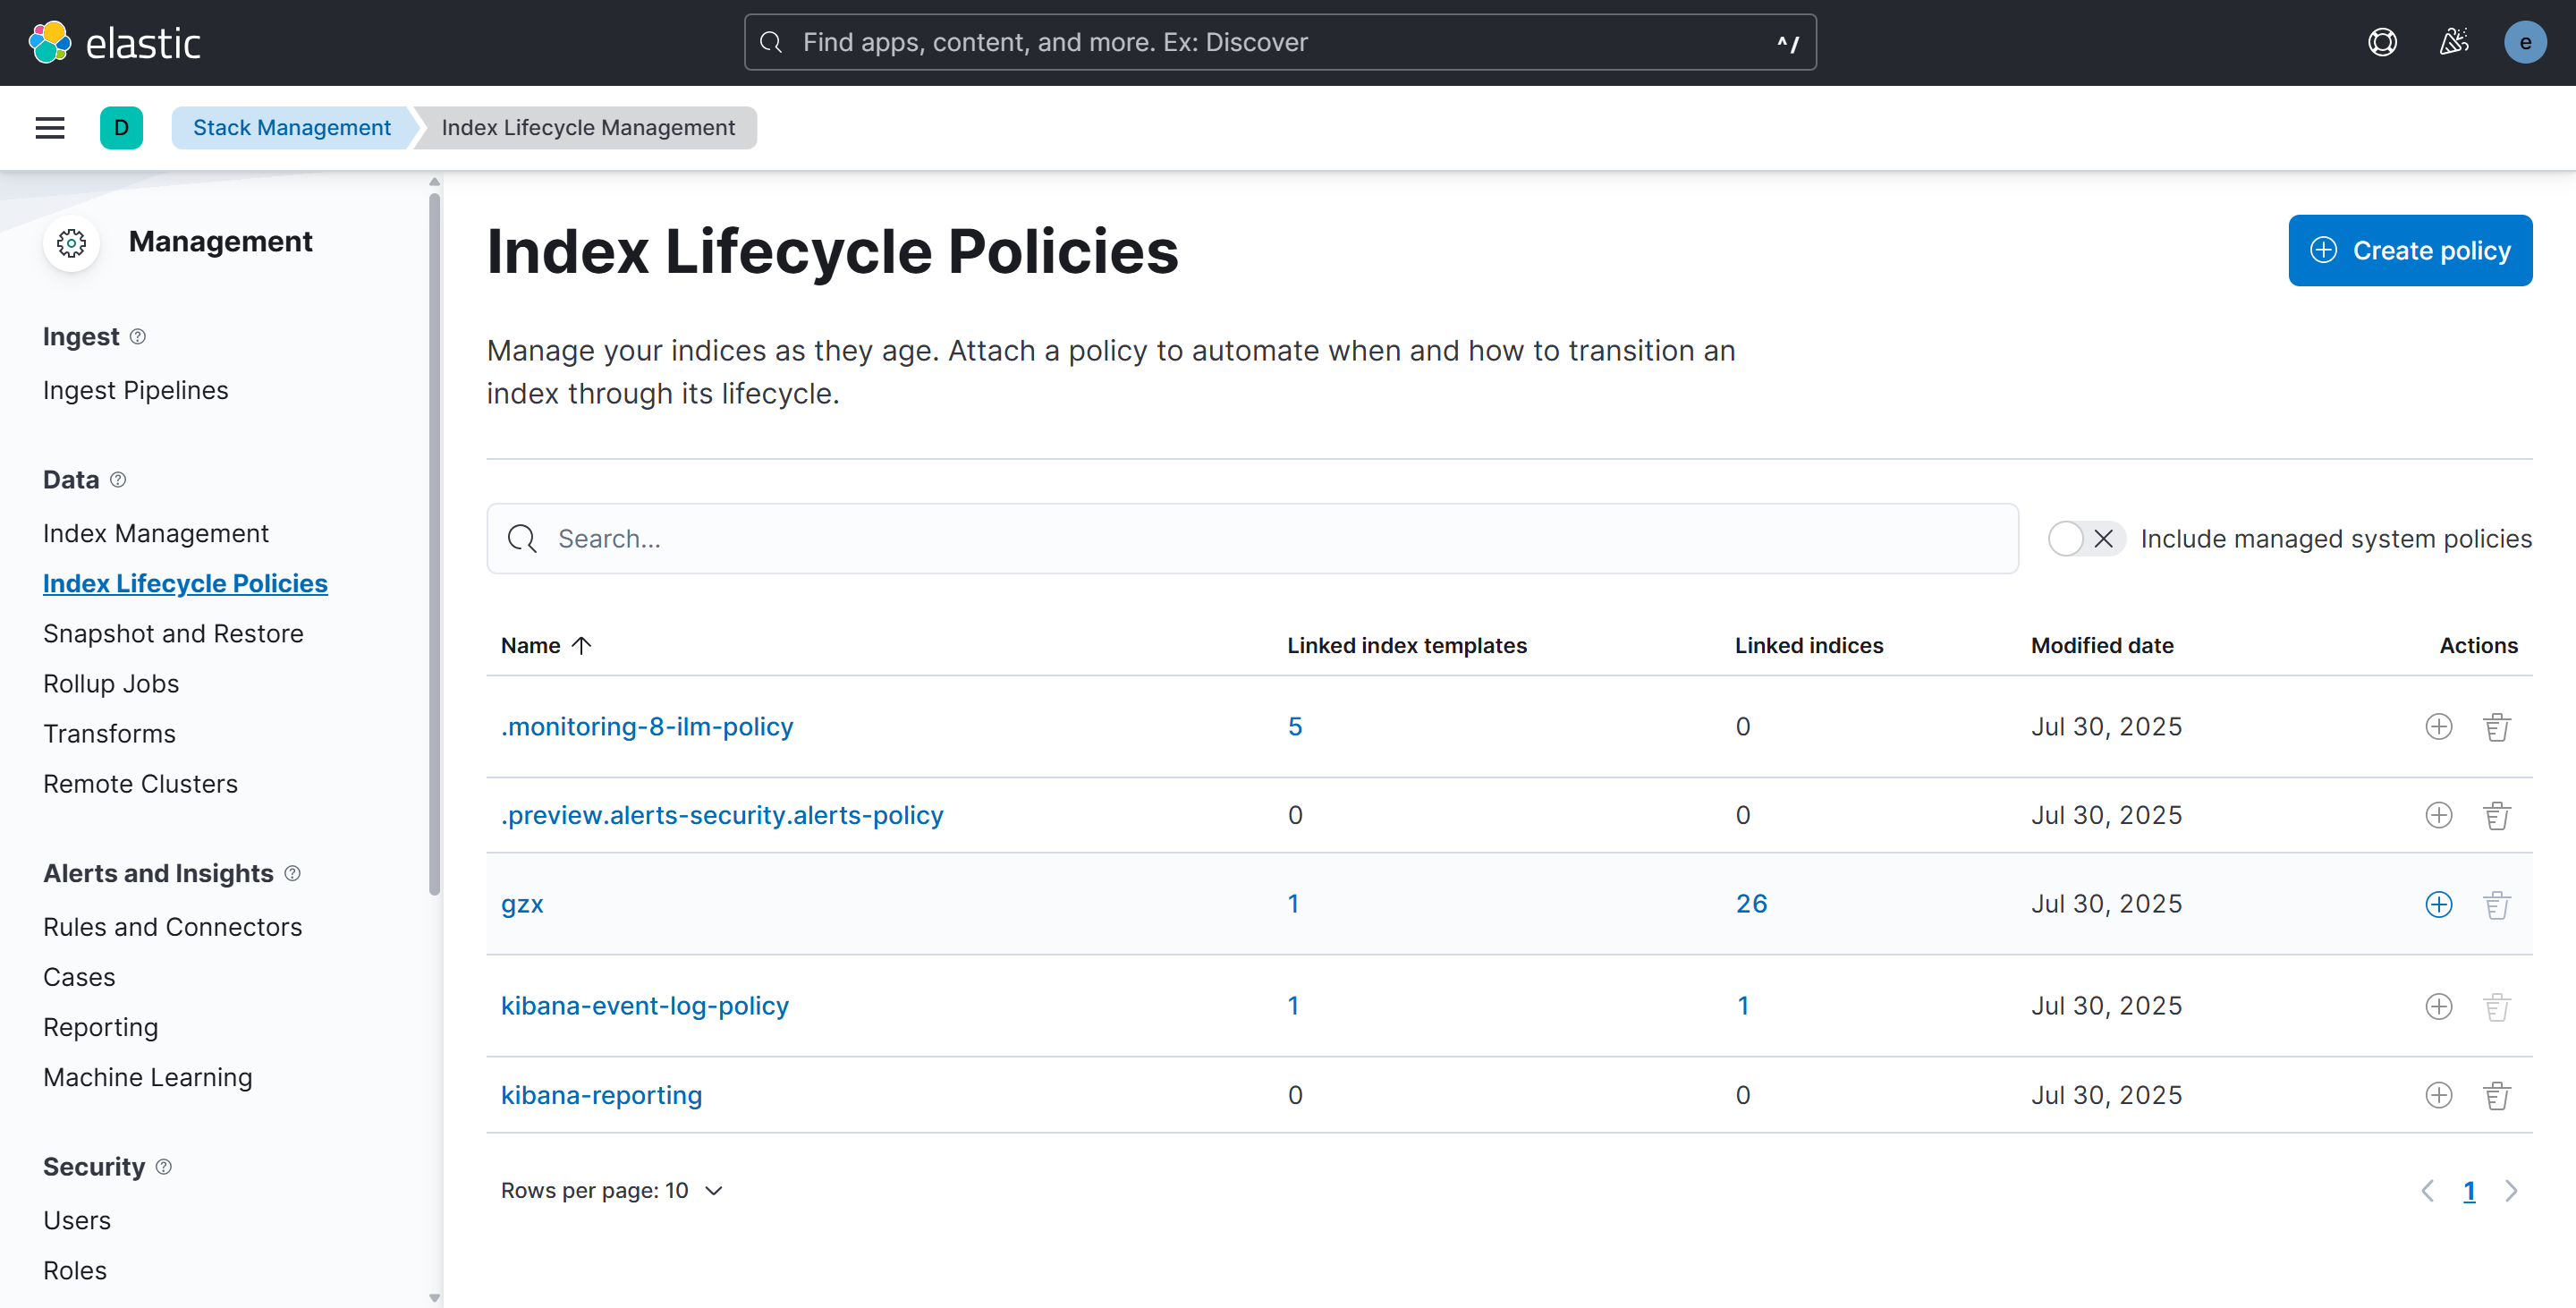 elastic
Find apps, content, and more. Ex: Discover
^/
e
D
Stack Management
Index Lifecycle Management
Management
Ingest
Ingest Pipelines
Data
Index Management
Index Lifecycle Policies
Snapshot and Restore
Rollup Jobs
Transforms
Remote Clusters
Alerts and Insights
Rules and Connectors
Cases
Reporting
Machine Learning
Security
Users
Roles
Index Lifecycle Policies
Create policy
Manage your indices as they age. Attach a policy to automate when and how to transition an
index through its lifecycle.
Search...
Include managed system policies
Name Linked index templates Linked indices Modified date Actions
.monitoring-8-ilm-policy 5 0 Jul 30, 2025
.preview.alerts-security.alerts-policy 0 0 Jul 30, 2025
gzx 1 26 Jul 30, 2025
kibana-event-log-policy 1 1 Jul 30, 2025
kibana-reporting 0 0 Jul 30, 2025
Rows per page: 10
1